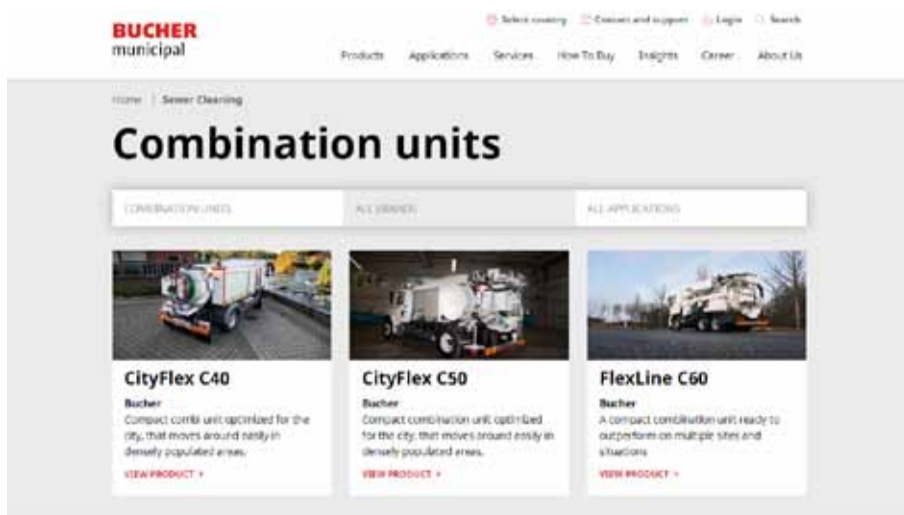 BUCHER
municipal
Select country Contact and support Login Search
Products Applications Services How To Buy Insights Career About Us
Home | Sewer Cleaning
Combination units
COMBINATION UNITS ALL BRANDS ALL APPLICATIONS
CityFlex C40
Bucher
Compact combi unit optimized for the
city, that moves around easily in
densely populated areas.
VIEW PRODUCT
CityFlex C50
Bucher
Compact combination unit optimized
for the city, that moves around easily in
densely populated areas.
VIEW PRODUCT
FlexLine C60
Bucher
A compact combination unit ready to
outperform on multiple sites and
situations
VIEW PRODUCT